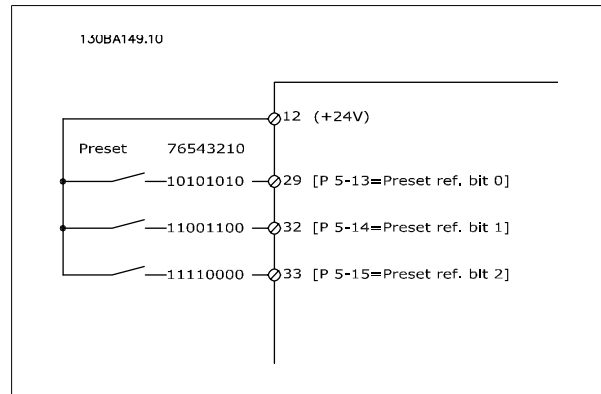 130BA149.10
12 (+24V)
Preset 76543210
10101010 29 [P 5-13=Preset ref. bit 0]
11001100 32 [P 5-14=Preset ref. bit 1]
11110000 33 [P 5-15=Preset ref. bit 2]